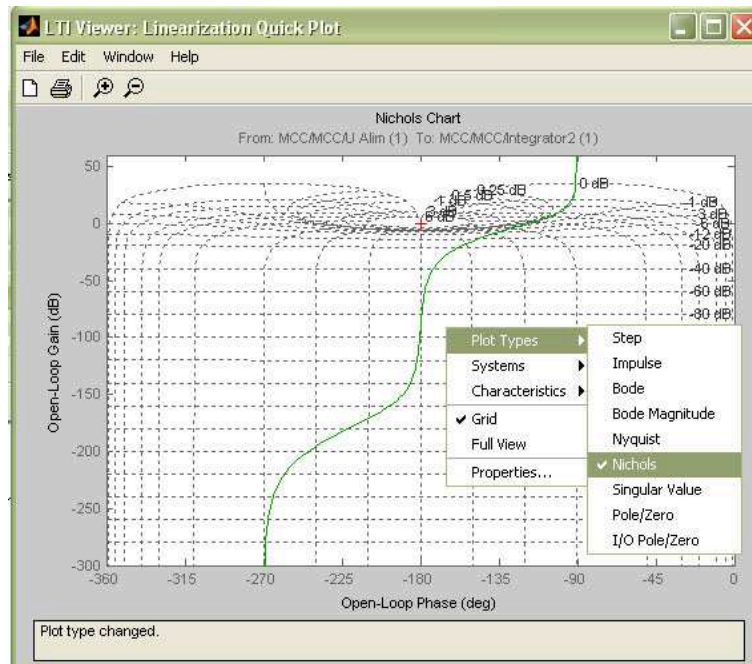 LTI Viewer: Linearization Quick Plot
File Edit Window Help
Nichols Chart
From: MCC/MCC/U Alim (1) To: MCC/MCC/Integrator2 (1)
50
0
-50
-100
-150
-200
-250
-300
Open-Loop Gain (dB)
0 dB
0.25 dB
0.5 dB
1 dB
3 dB
6 dB
-1 dB
-3 dB
-6 dB
-12 dB
-20 dB
-40 dB
-60 dB
-80 dB
Plot Types
Systems
Characteristics
Grid
Full View
Properties...
Step
Impulse
Bode
Bode Magnitude
Nyquist
Nichols
Singular Value
Pole/Zero
I/O Pole/Zero
-360 -315 -270 -225 -180 -135 -90 -45 0
Open-Loop Phase (deg)
Plot type changed.